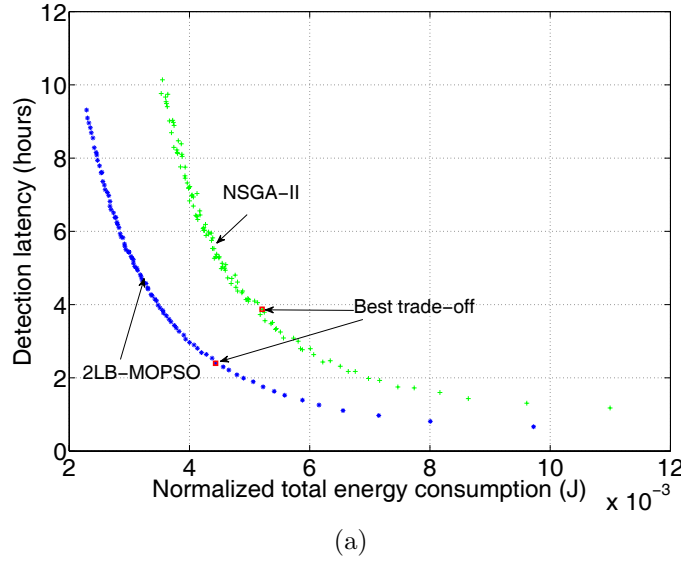 12
10
8
6
4
2
0
Detection latency (hours)
NSGA-II
Best trade-off
2LB-MOPSO
2 4 6 8 10 12
Normalized total energy consumption (J)
x 10⁻³
(a)